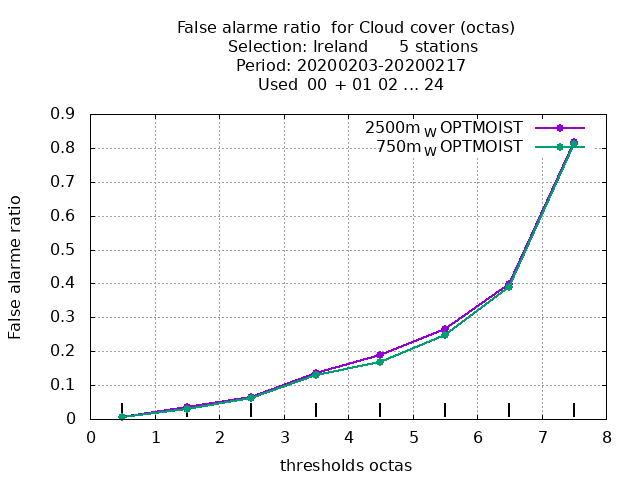 False alarme ratio  for Cloud cover (octas)
Selection: Ireland      5 stations
Period: 20200203-20200217
Used  00  + 01 02 ... 24
2500m W OPTMOIST
750m W OPTMOIST
False alarme ratio
0.9
0.8
0.7
0.6
0.5
0.4
0.3
0.2
0.1
0
0 1 2 3 4 5 6 7 8
thresholds octas